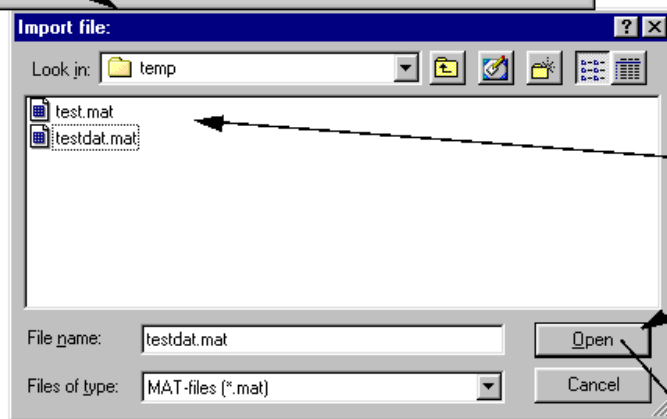 Import file:
Look in: temp
test.mat
testdat.mat
File name: testdat.mat Open
Files of type: MAT-files (*.mat) Cancel